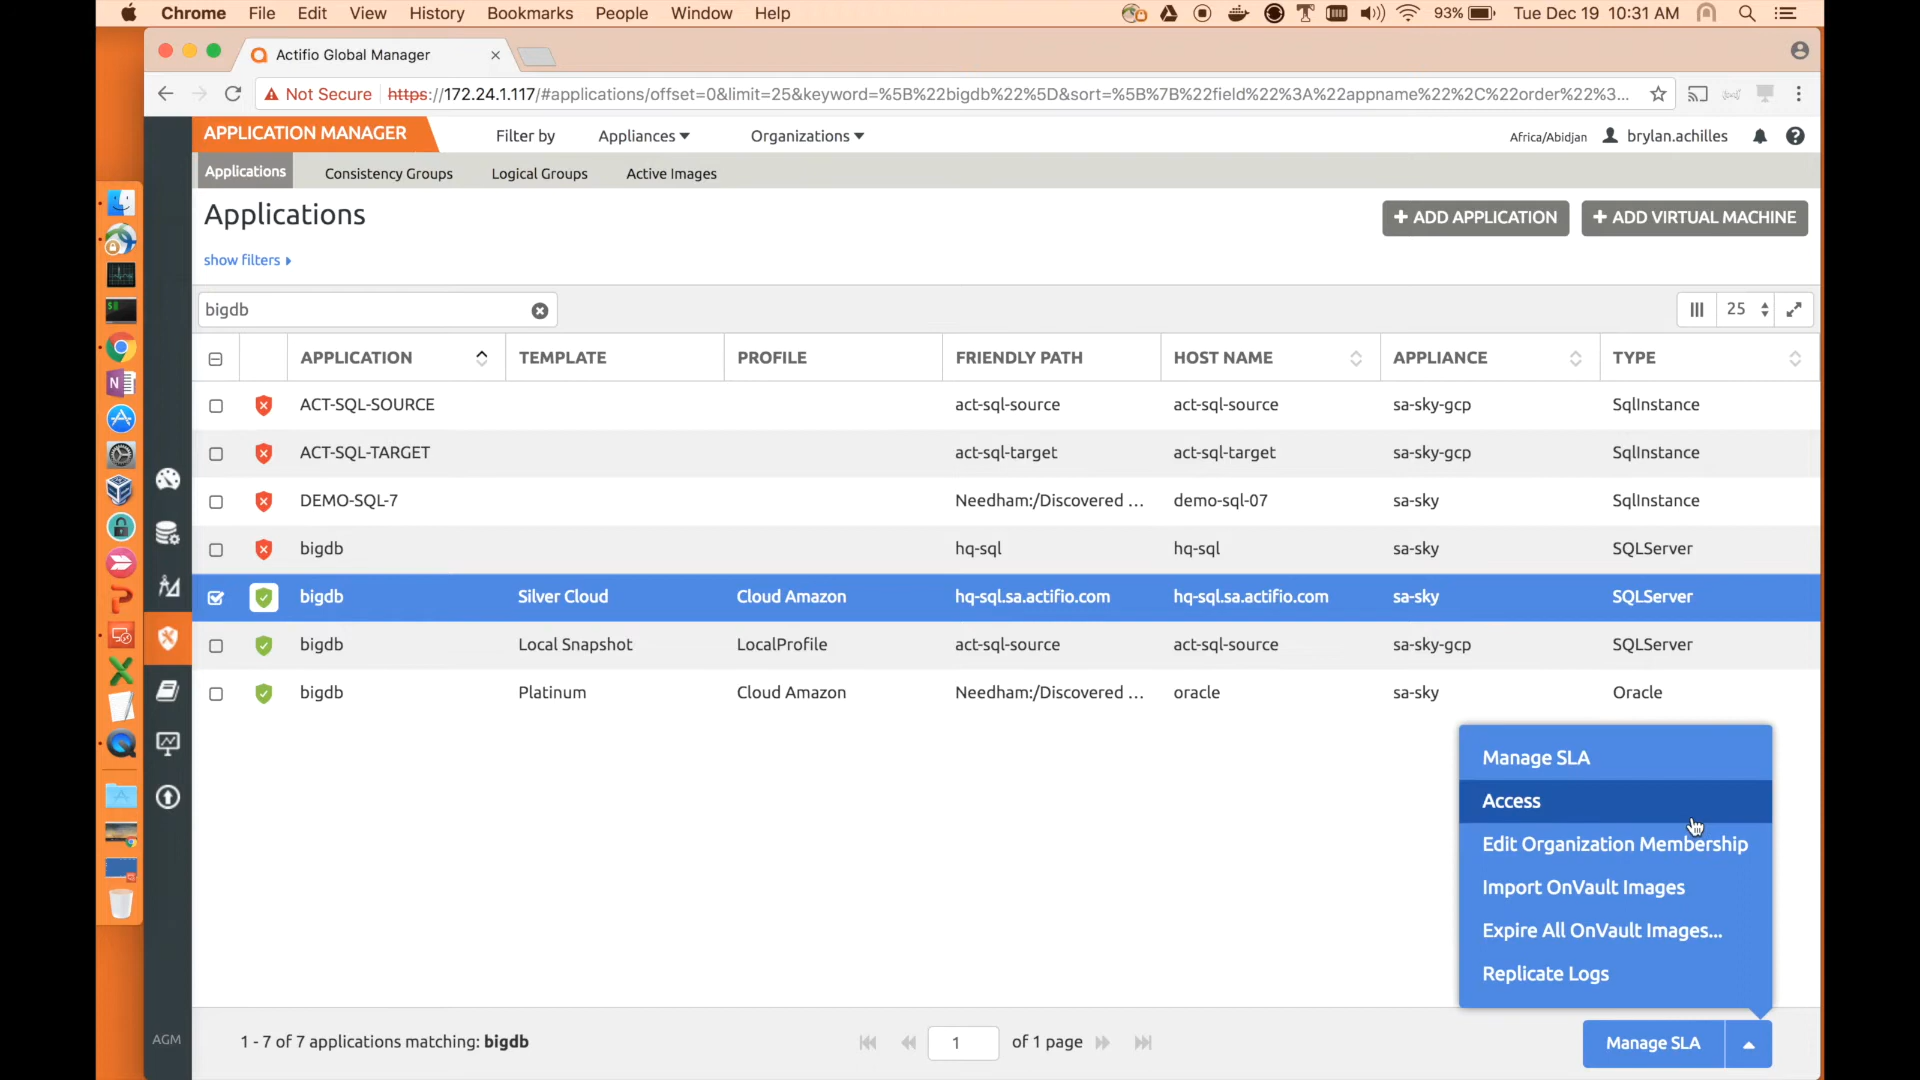 Chrome File Edit View History Bookmarks People Window Help 93% Tue Dec 19 10:31 AM
Actifio Global Manager
Not Secure https://172.24.1.117/#applications/offset=0&limit=25&keyword=%5B%22bigdb%22%5D&sort=%5B%7B%22field%22%3A%22appname%22%2C%22order%22%3...
APPLICATION MANAGER Filter by Appliances Organizations Africa/Abidjan brylan.achilles
Applications Consistency Groups Logical Groups Active Images
Applications
+ ADD APPLICATION + ADD VIRTUAL MACHINE
show filters
bigdb 25
APPLICATION TEMPLATE PROFILE FRIENDLY PATH HOST NAME APPLIANCE TYPE
ACT-SQL-SOURCE act-sql-source act-sql-source sa-sky-gcp SqlInstance
ACT-SQL-TARGET act-sql-target act-sql-target sa-sky-gcp SqlInstance
DEMO-SQL-7 Needham:/Discovered ... demo-sql-07 sa-sky SqlInstance
bigdb hq-sql hq-sql sa-sky SQLServer
bigdb Silver Cloud Cloud Amazon hq-sql.sa.actifio.com hq-sql.sa.actifio.com sa-sky SQLServer
bigdb Local Snapshot LocalProfile act-sql-source act-sql-source sa-sky-gcp SQLServer
bigdb Platinum Cloud Amazon Needham:/Discovered ... oracle sa-sky Oracle
Manage SLA
Access
Edit Organization Membership
Import OnVault Images
Expire All OnVault Images...
Replicate Logs
AGM 1 - 7 of 7 applications matching: bigdb 1 of 1 page Manage SLA